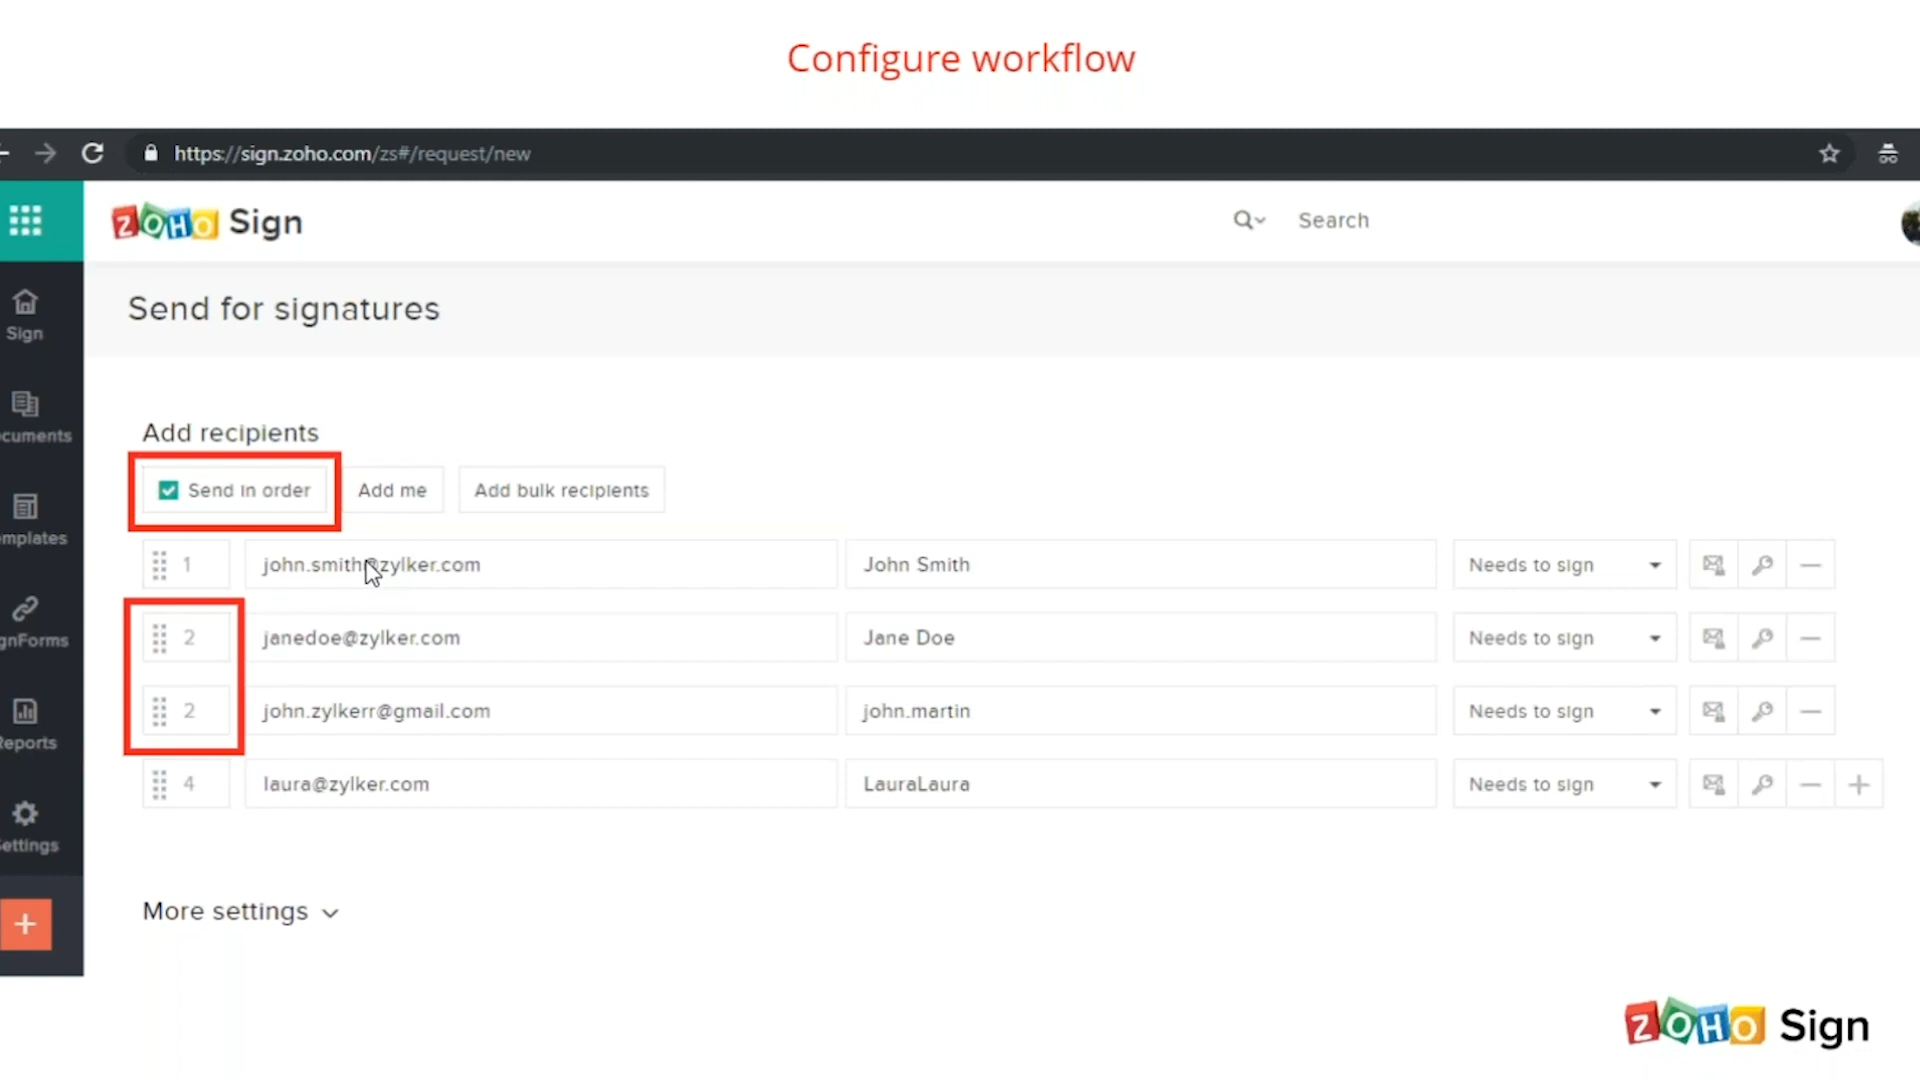 Configure workflow
https://sign.zoho.com/zs#/request/new
ZOHO Sign
Search
Sign
cuments
mplates
gnForms
Reports
ettings
Send for signatures
Add recipients
Send in order Add me Add bulk recipients
1 john.smith@zylker.com John Smith Needs to sign
2 janedoe@zylker.com Jane Doe Needs to sign
2 john.zylkerr@gmail.com john.martin Needs to sign
4 laura@zylker.com LauraLaura Needs to sign
More settings
ZOHO Sign